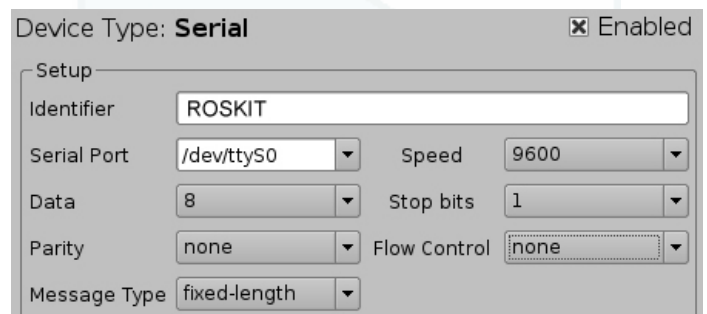 Device Type: Serial Enabled
Setup
Identifier ROSKIT
Serial Port /dev/ttyS0 Speed 9600
Data 8 Stop bits 1
Parity none Flow Control none
Message Type fixed-length